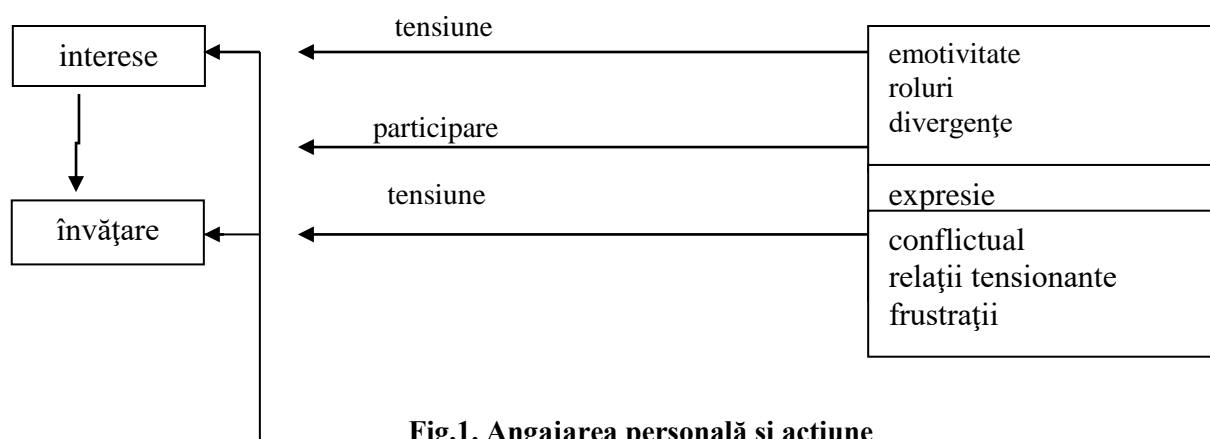 tensiune
interese
emotivitate
roluri
divergenţe
participare
tensiune
expresie
învăţare
conflictual
relaţii tensionante
frustraţii
Fig.1. Angajarea personală şi acţiune